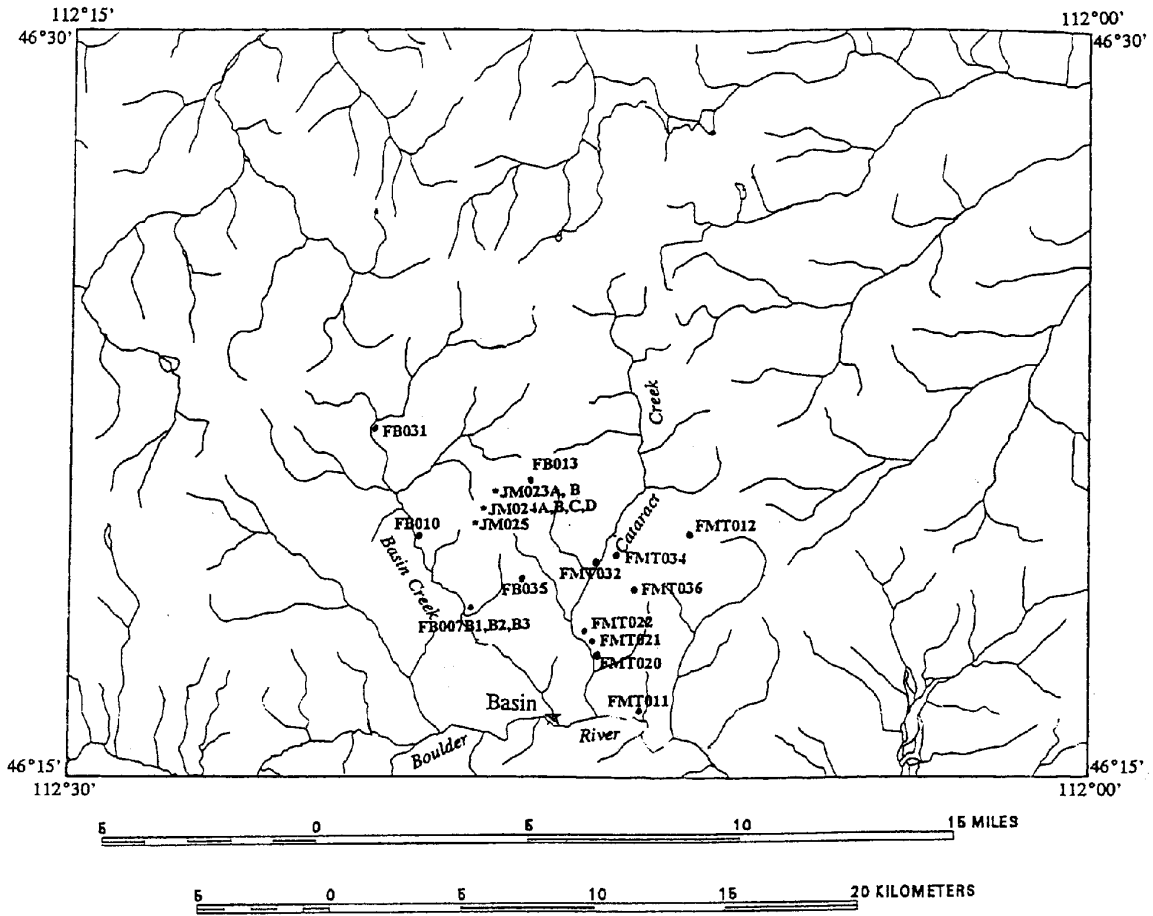 112°15' 112°00'
46°30' 46°30'
Creek
FB031
FB013
JM023A, B
JM024A,B,C,D
JM025
FB010
Cataract
FMT012
FMT034
FMT032
Basin Creek
FB035
FMT036
FB007B1,B2,B3
FMT022
FMT021
FMT020
Basin
FMT011
River
Boulder
46°15' 46°15'
112°30' 112°00'
5 0 5 10 15 MILES
5 0 5 10 15 20 KILOMETERS